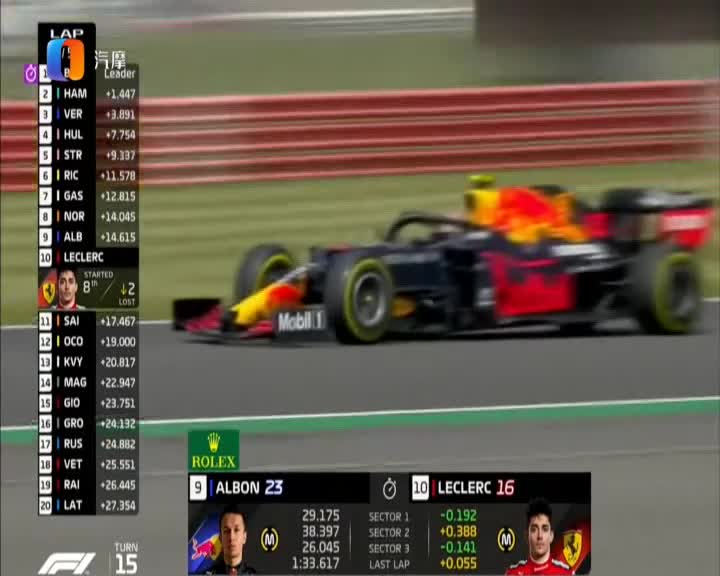 LAP
汽摩
1 Leader
2 HAM +1.447
3 VER +3.891
4 HUL +7.754
5 STR +9.337
6 RIC +11.578
7 GAS +12.815
8 NOR +14.045
9 ALB +14.615
10 LECLERC
STARTED
8th ↓2
LOST
11 SAI +17.467
12 OCO +19.000
13 KVY +20.817
14 MAG +22.947
15 GIO +23.751
16 GRO +24.132
17 RUS +24.882
18 VET +25.551
19 RAI +26.445
20 LAT +27.354
Mobil 1
ROLEX
9 ALBON 23 10 LECLERC 16
29.175 SECTOR 1 -0.192
38.397 SECTOR 2 +0.388
26.045 SECTOR 3 -0.141
1:33.617 LAST LAP +0.055
M M
F1 TURN
15